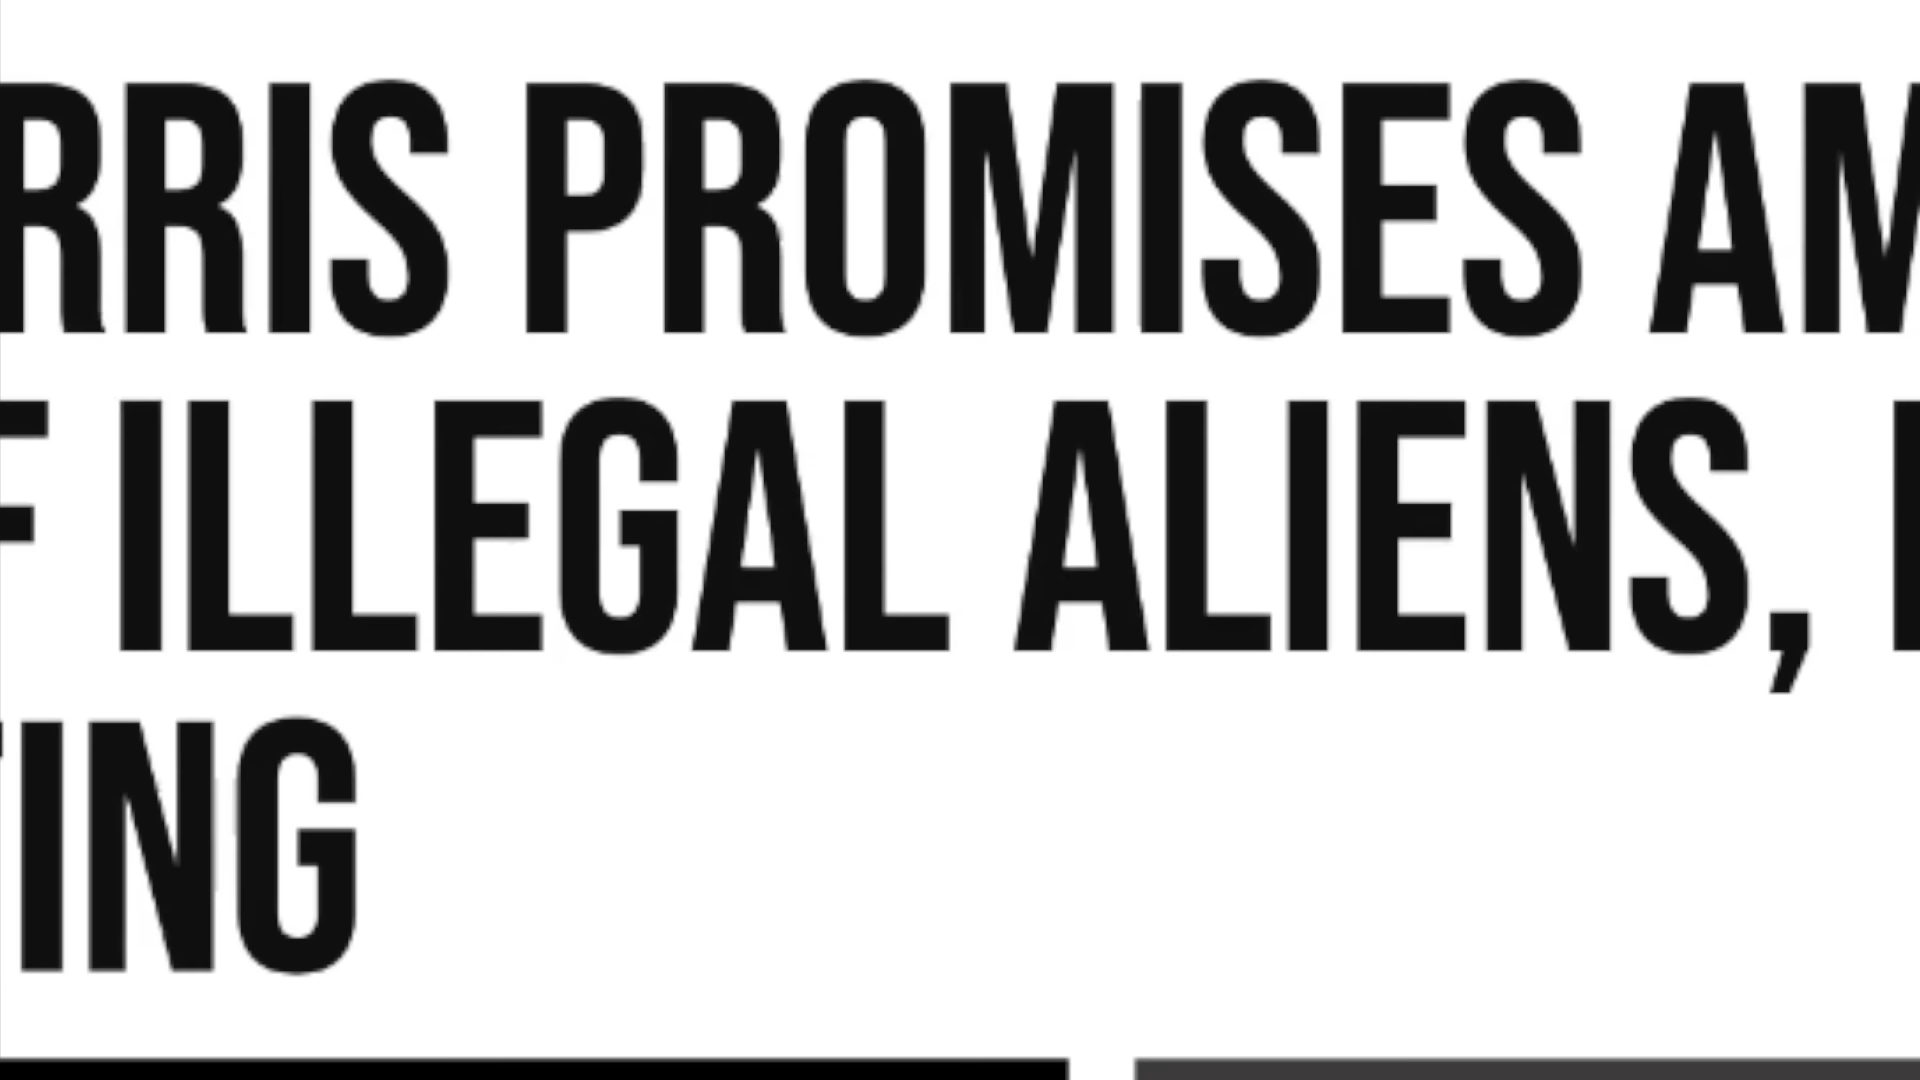 RRIS PROMISES AM
F ILLEGAL ALIENS,
TING